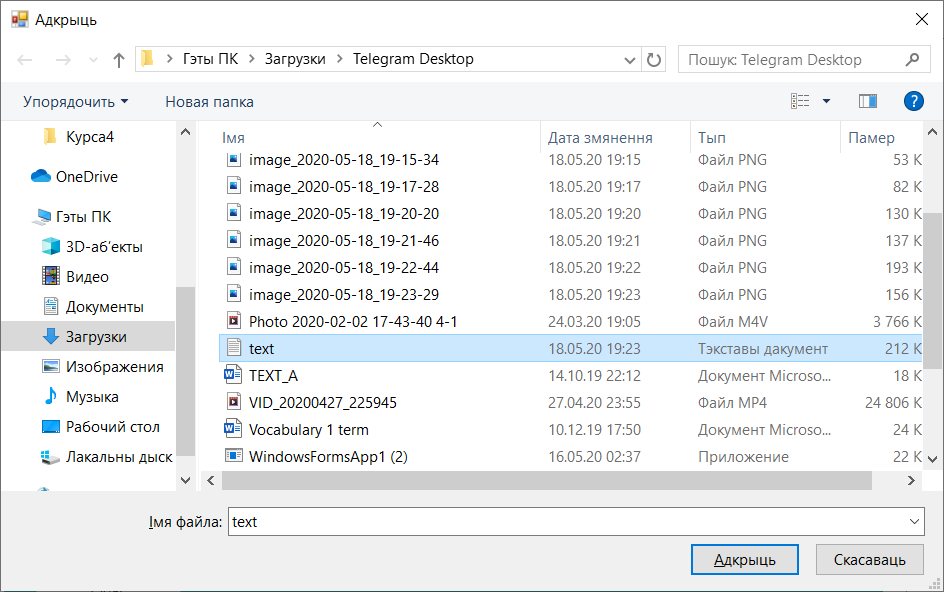 Адкрыць
Гэты ПК > Загрузки > Telegram Desktop
Пошук: Telegram Desktop
Упорядочить
Новая папка
?
Курса4
OneDrive
Гэты ПК
3D-аб'екты
Видео
Документы
Загрузки
Изображения
Музыка
Рабочий стол
Лакальны диск
Імя Дата змянення Тып Памер
image_2020-05-18_19-15-34 18.05.20 19:15 Файл PNG 53 K
image_2020-05-18_19-17-28 18.05.20 19:17 Файл PNG 82 K
image_2020-05-18_19-20-20 18.05.20 19:20 Файл PNG 130 K
image_2020-05-18_19-21-46 18.05.20 19:21 Файл PNG 137 K
image_2020-05-18_19-22-44 18.05.20 19:22 Файл PNG 193 K
image_2020-05-18_19-23-29 18.05.20 19:23 Файл PNG 156 K
Photo 2020-02-02 17-43-40 4-1 24.03.20 19:05 Файл M4V 3 766 K
text 18.05.20 19:23 Тэкставы дакумент 212 K
TEXT_A 14.10.19 22:12 Документ Microso... 18 K
VID_20200427_225945 27.04.20 23:55 Файл MP4 24 806 K
Vocabulary 1 term 10.12.19 17:50 Документ Microso... 24 K
WindowsFormsApp1 (2) 16.05.20 02:37 Приложение 22 K
Імя файла: text
Адкрыць
Скасаваць